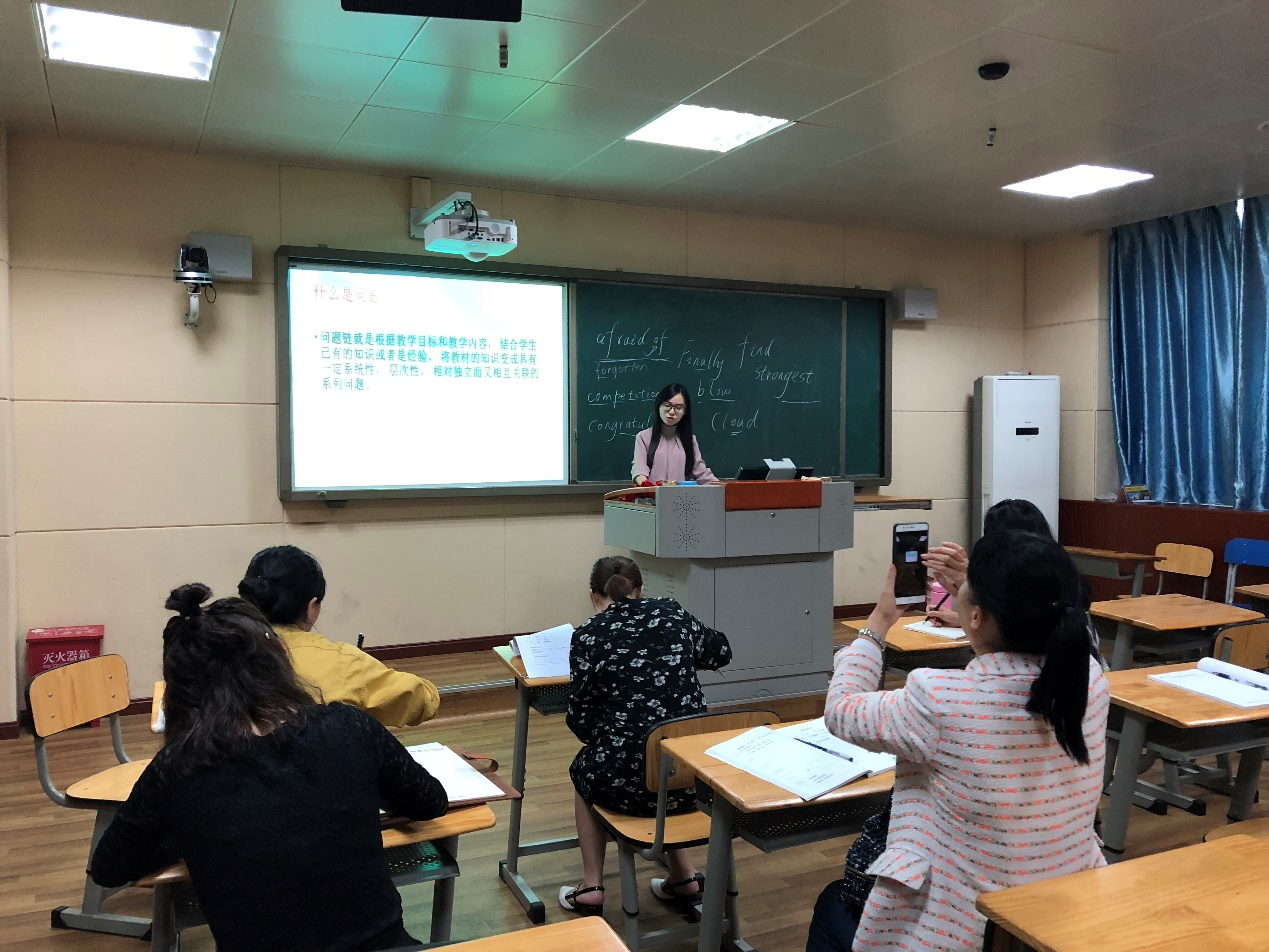 什么是问题
•问题链就是根据教学目标和教学内容，结合学生
已有的知识或者是经验，将教材的知识变成具有
一定系统性，层次性，相对独立而又相互关联的
系列问题。
afraid of
forgotten
Finally
find
strongest
competition
blow
congratul
Cloud
灭火器箱